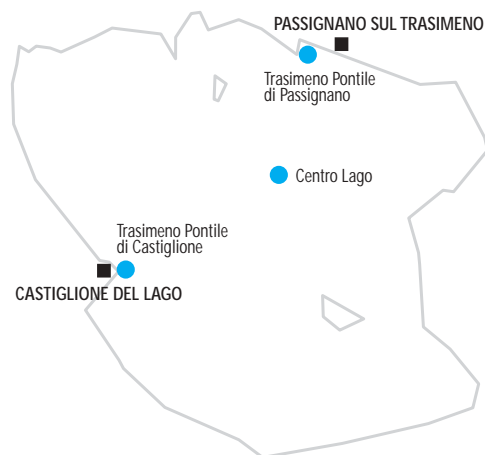 PASSIGNANO SUL TRASIMENO
Trasimeno Pontile
di Passignano
Centro Lago
Trasimeno Pontile
di Castiglione
CASTIGLIONE DEL LAGO